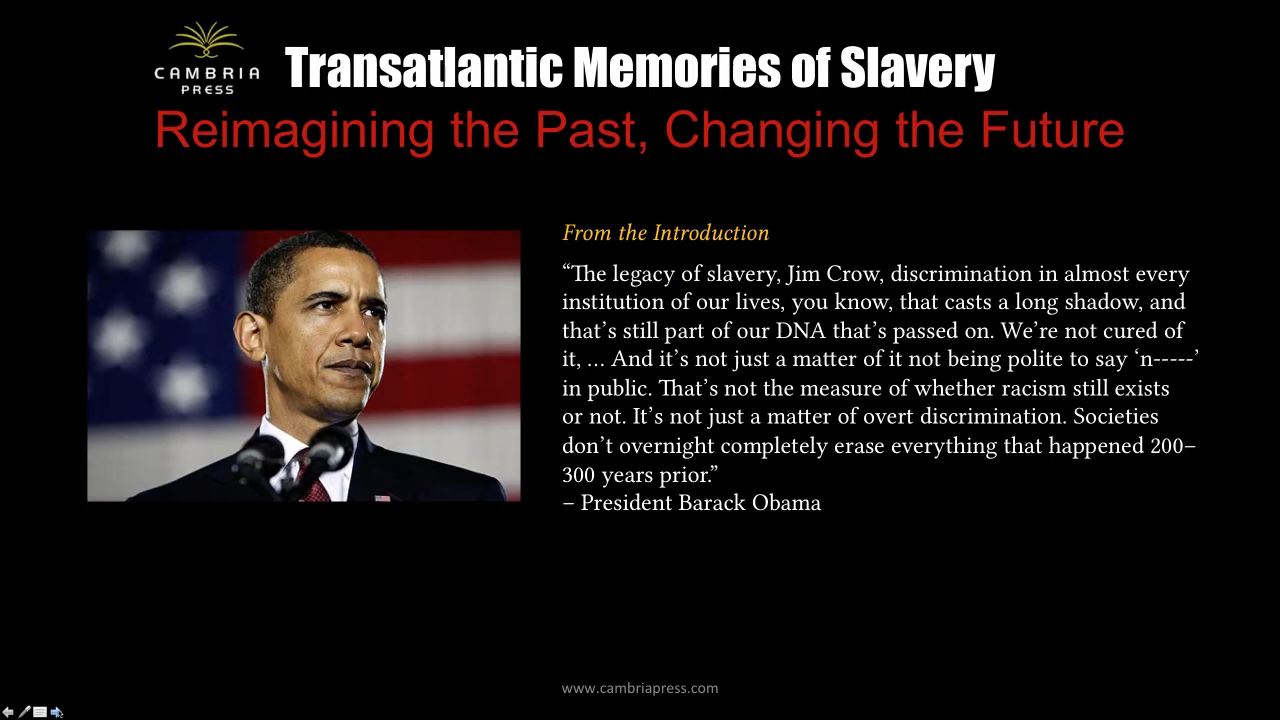 CAMBRIA
PRESS
Transatlantic Memories of Slavery
Reimagining the Past, Changing the Future
From the Introduction
“The legacy of slavery, Jim Crow, discrimination in almost every
institution of our lives, you know, that casts a long shadow, and
that’s still part of our DNA that’s passed on. We’re not cured of
it, … And it’s not just a matter of it not being polite to say ‘n-----’
in public. That’s not the measure of whether racism still exists
or not. It’s not just a matter of overt discrimination. Societies
don’t overnight completely erase everything that happened 200–
300 years prior.”
– President Barack Obama
www.cambriapress.com